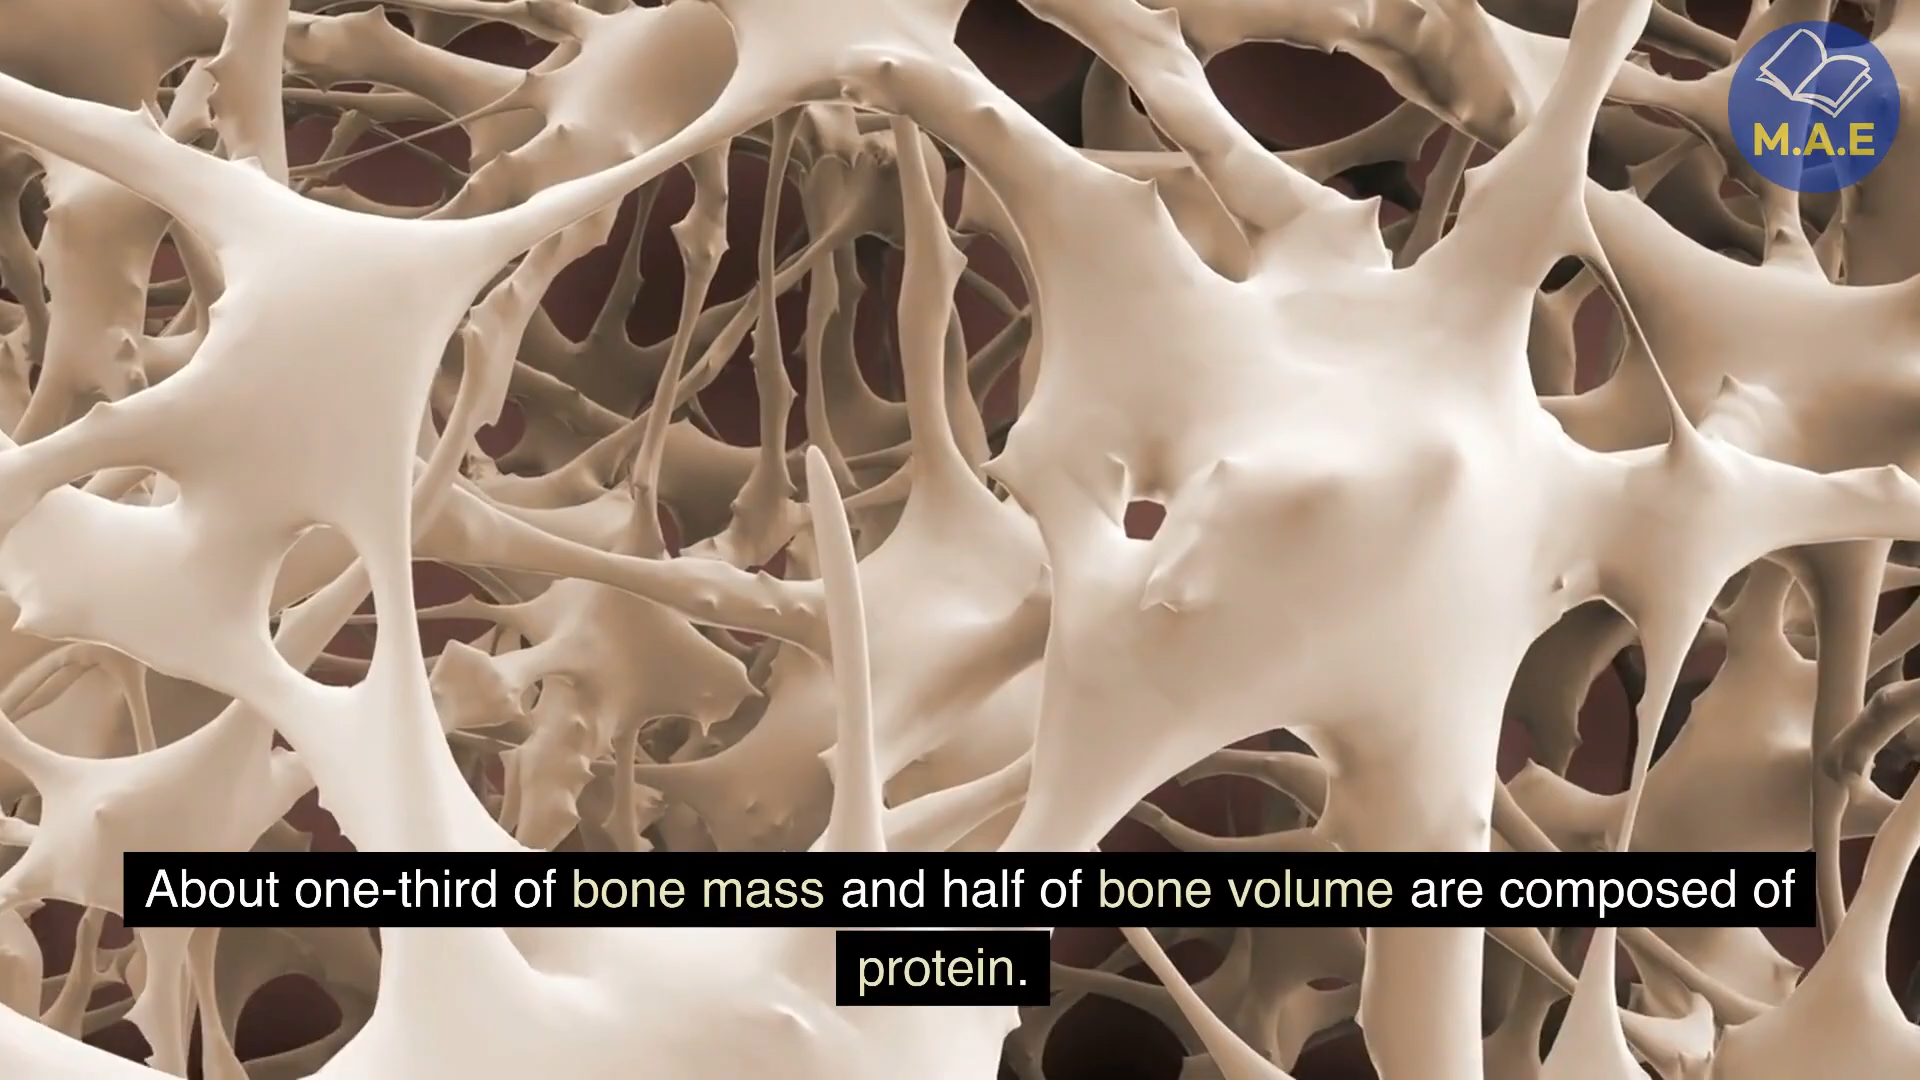 M.A.E
About one-third of bone mass and half of bone volume are composed of
protein.